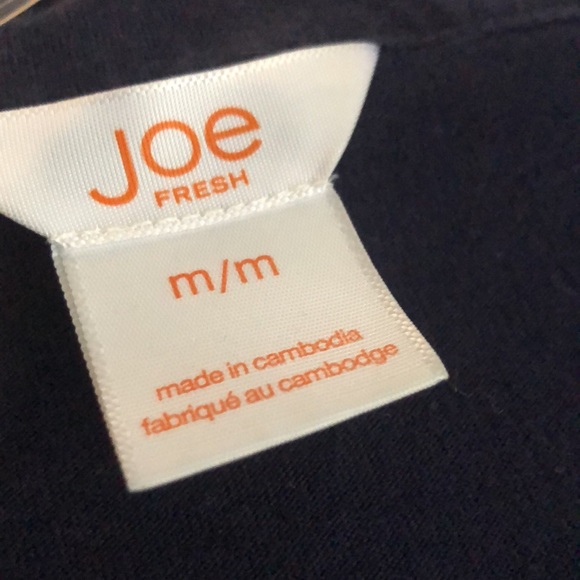 Joe
FRESH
m/m
made in cambodia
fabriqué au cambodge